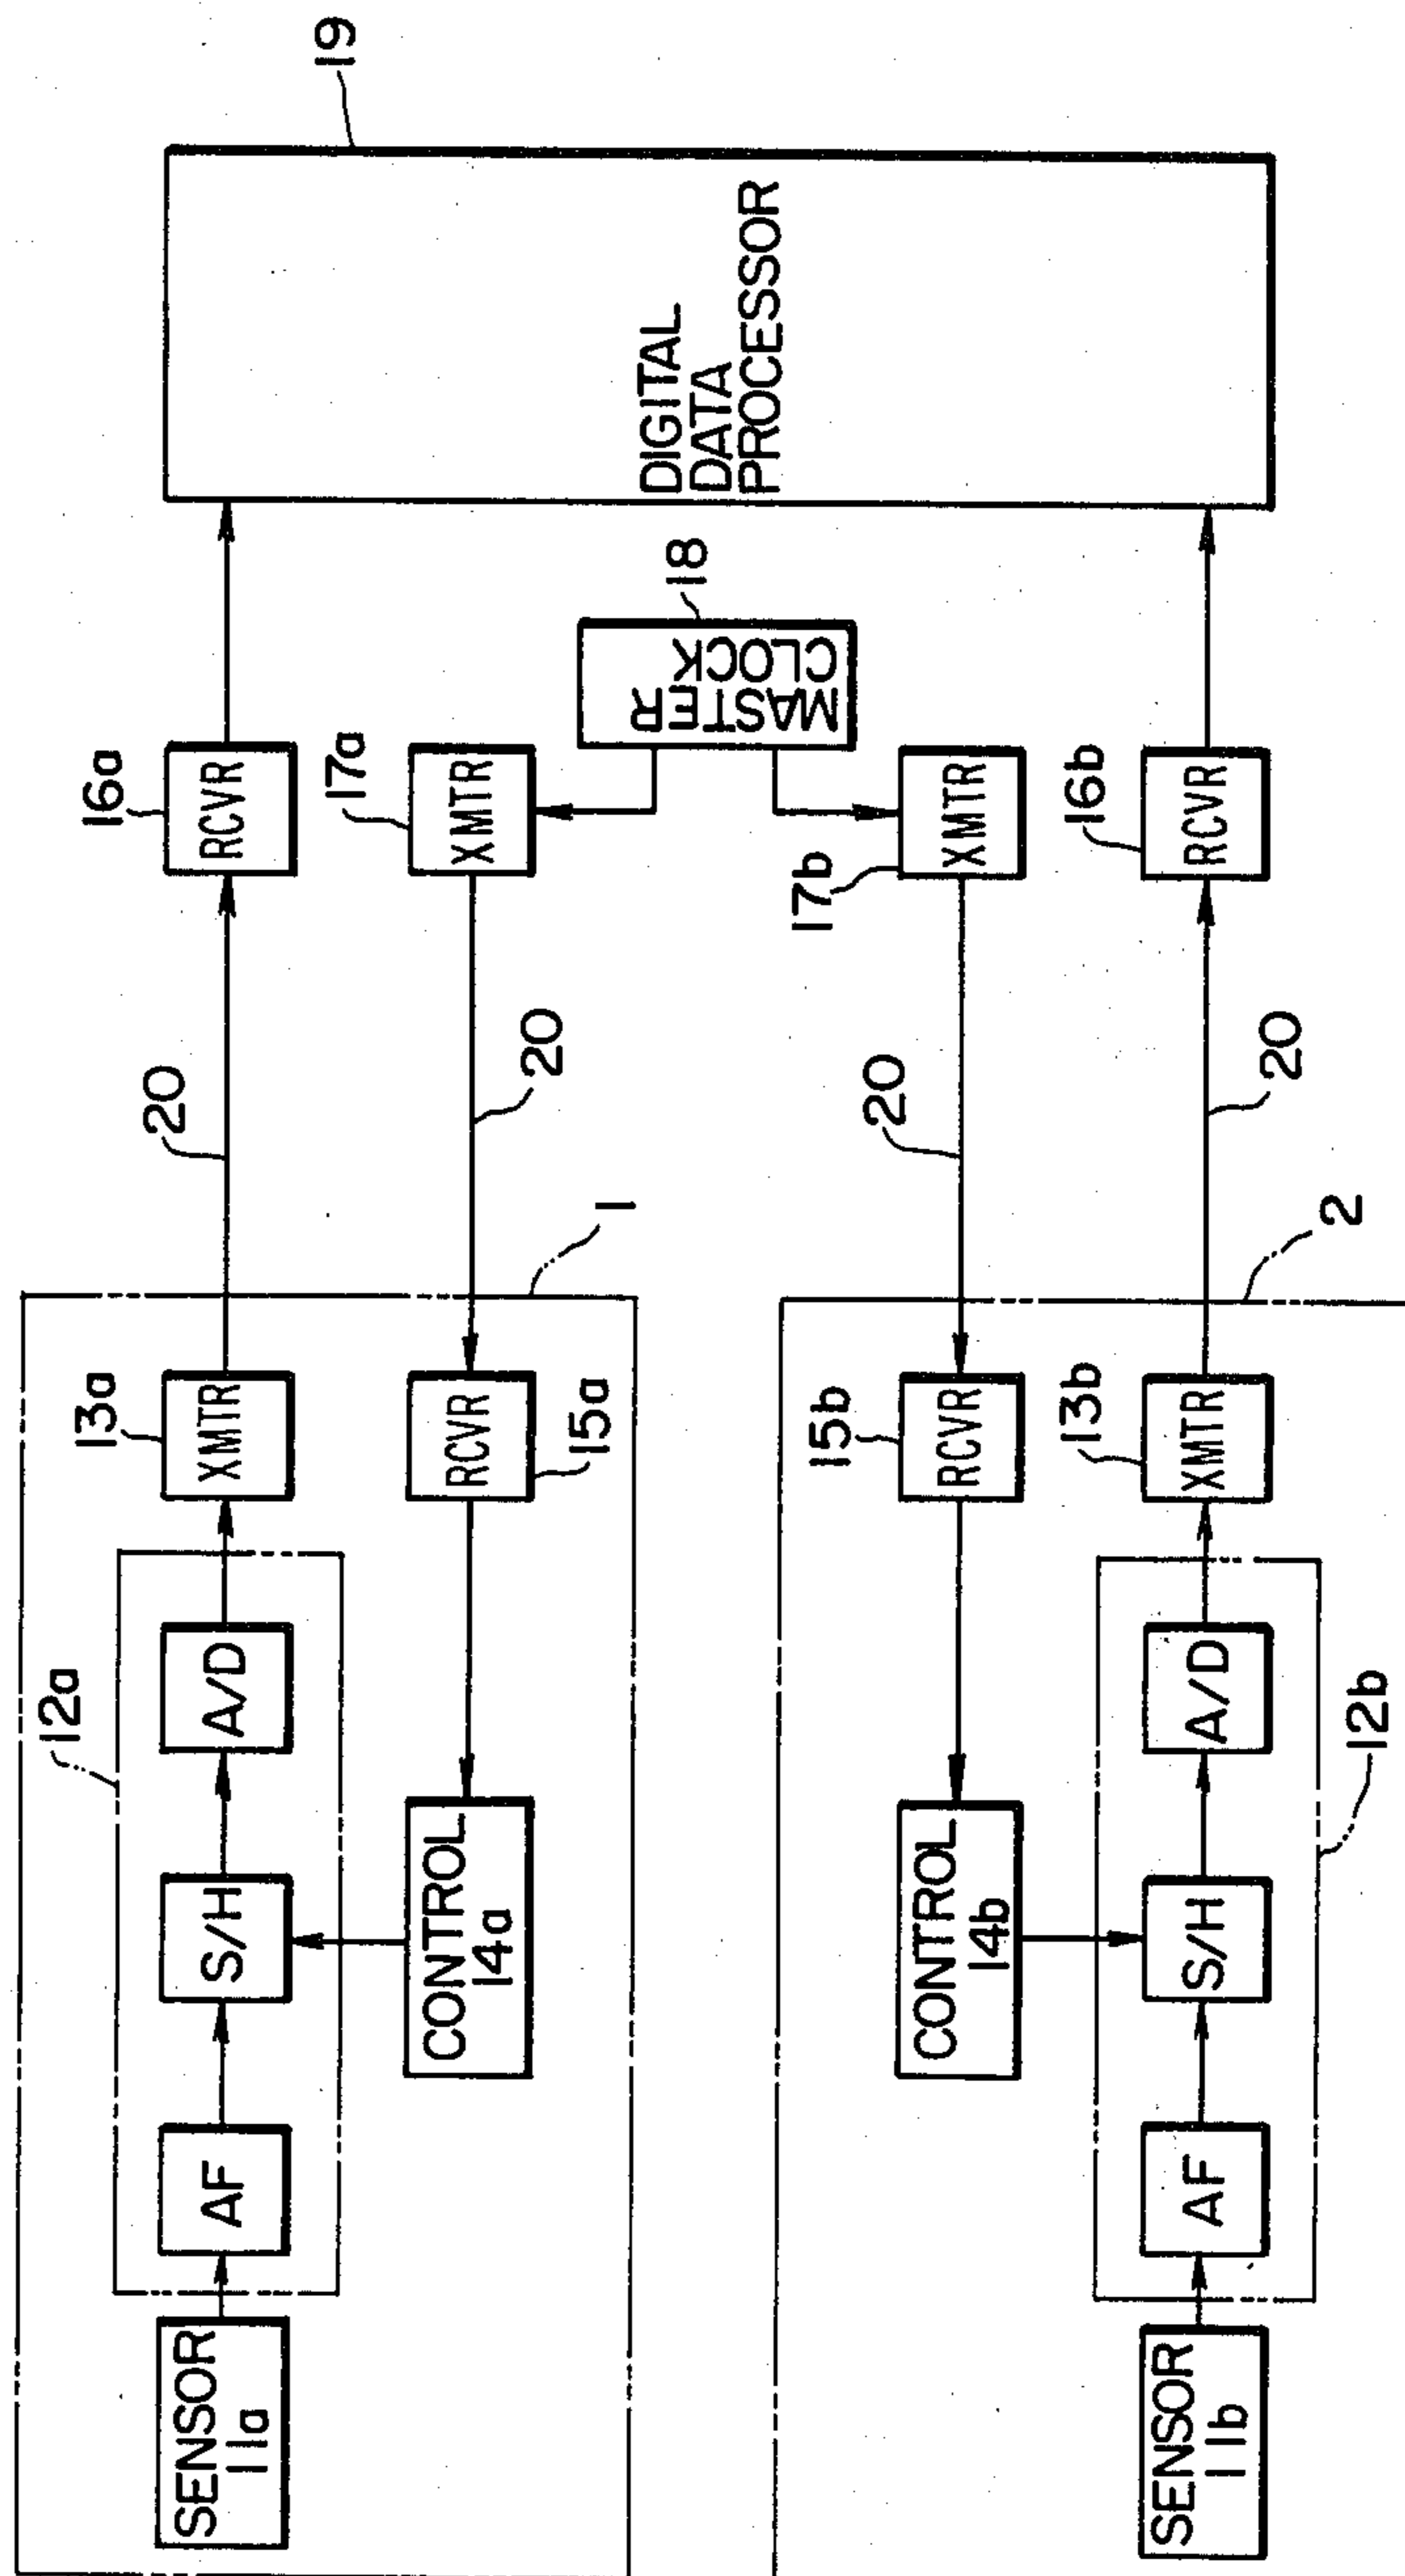 SENSOR
11a
AF
S/H
A/D
12a
XMTR
13a
CONTROL
14a
RCVR
15a
1
20
20
RCVR
16a
XMTR
17a
MASTER
CLOCK
18
DIGITAL
DATA
PROCESSOR
19
SENSOR
11b
AF
S/H
A/D
12b
XMTR
13b
CONTROL
14b
RCVR
15b
2
20
20
XMTR
17b
RCVR
16b